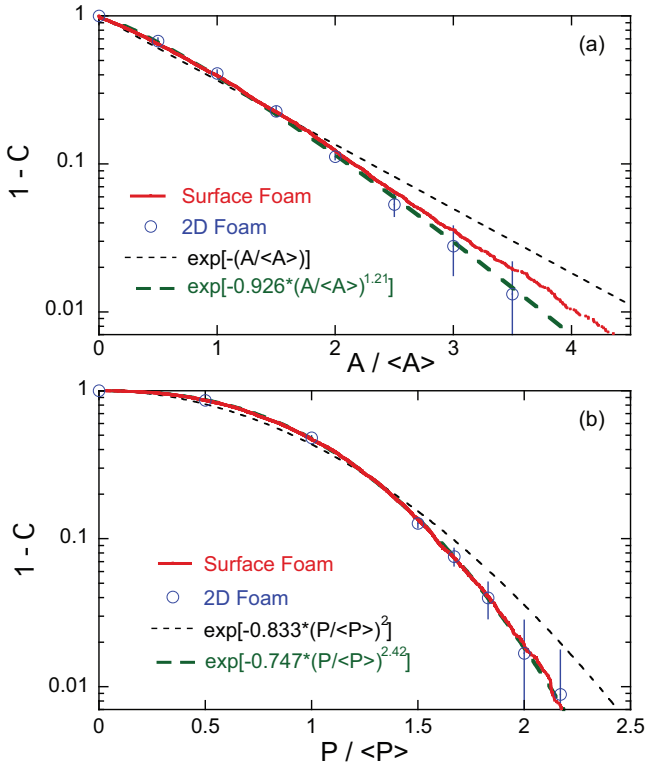 1
(a)
0.1
1 - C
Surface Foam
2D Foam
exp[-(A/<A>)]
exp[-0.926*(A/<A>)^1.21]
0.01
0 1 2 3 4
A / <A>
1
(b)
0.1
1 - C
Surface Foam
2D Foam
exp[-0.833*(P/<P>)^2]
exp[-0.747*(P/<P>)^2.42]
0.01
0 0.5 1 1.5 2 2.5
P / <P>